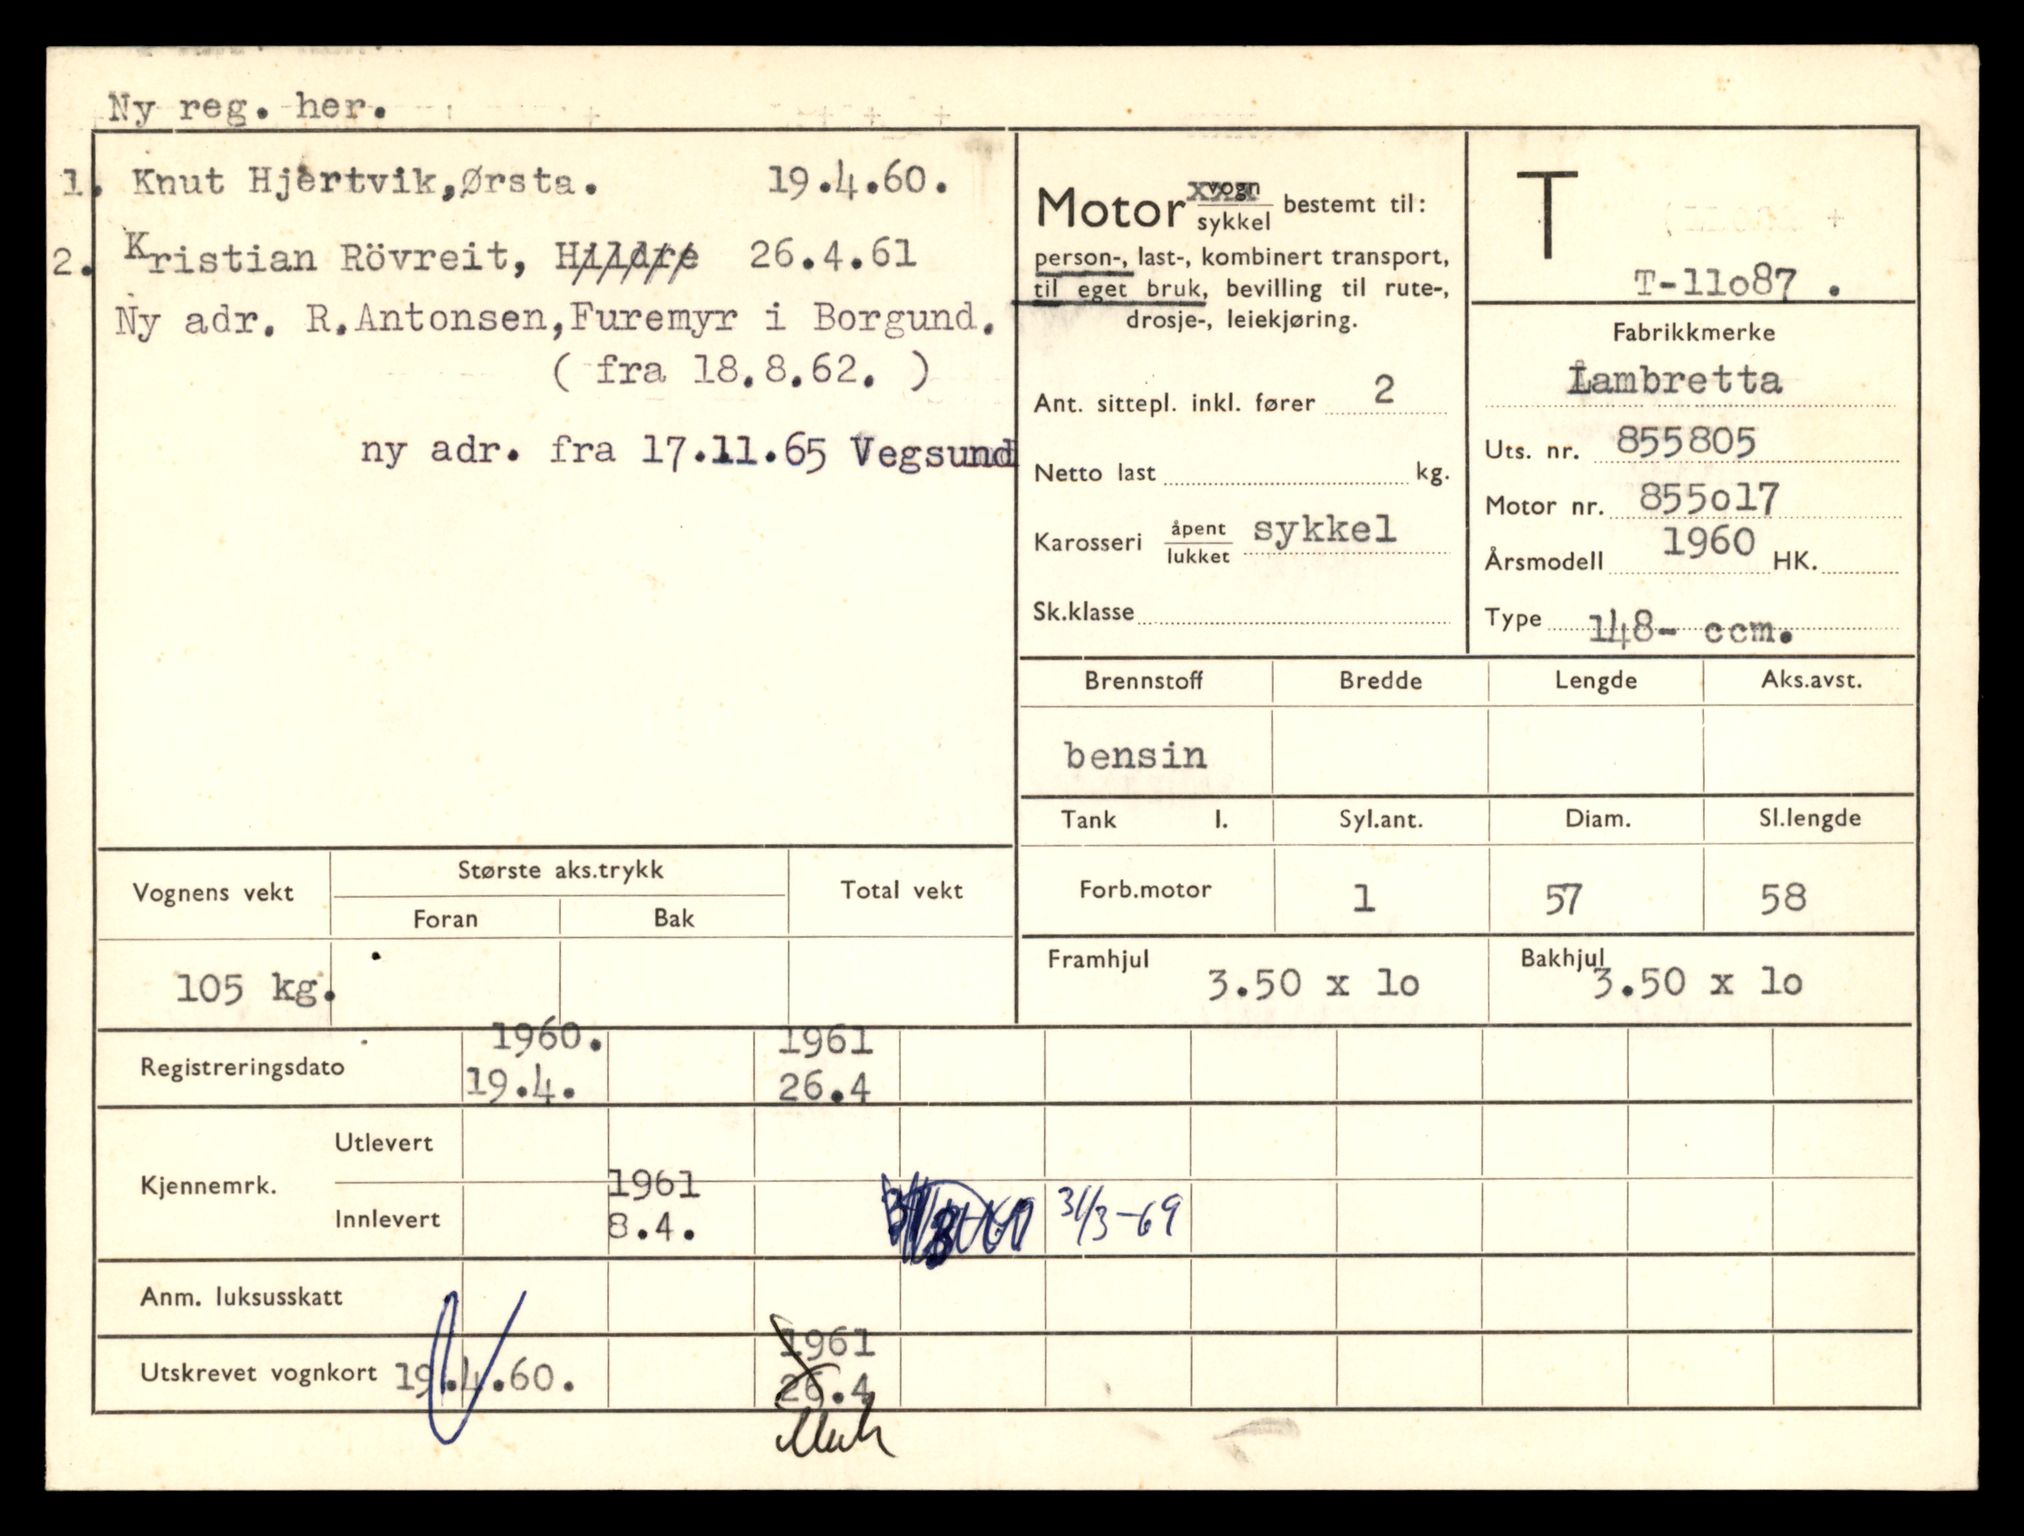 Ny reg. her.
1. Knut Hjertvik,Ørsta. 19.4.60.
2. Kristian Rövreit, Hildre 26.4.61
Ny adr. R.Antonsen,Furemyr i Borgund.
( fra 18.8.62. )
ny adr. fra 17.11.65 Vegsund
Motor vogn sykkel bestemt til:
person-, last-, kombinert transport,
til eget bruk, bevilling til rute-,
drosje-, leiekjøring.
Ant. sittepl. inkl. fører 2
Netto last kg.
Karosseri åpent lukket sykkel
Sk.klasse
T
T-11o87 .
Fabrikkmerke
Lambretta
Uts. nr. 855805
Motor nr. 855o17
Årsmodell 1960 HK.
Type 148- ccm.
Brennstoff Bredde Lengde Aks.avst.
bensin
Tank l. Syl.ant. Diam. Sl.lengde
Forb.motor 1 57 58
Framhjul 3.50 x 1o Bakhjul 3.50 x 1o
Vognens vekt Største aks.trykk Total vekt
Foran Bak
105 kg.
1960. 1961
Registreringsdato 19.4. 26.4
Kjennemrk. Utlevert
1961
Innlevert 8.4. 31/3-69
Anm. luksusskatt
1961
Utskrevet vognkort 19.4.60. 26.4